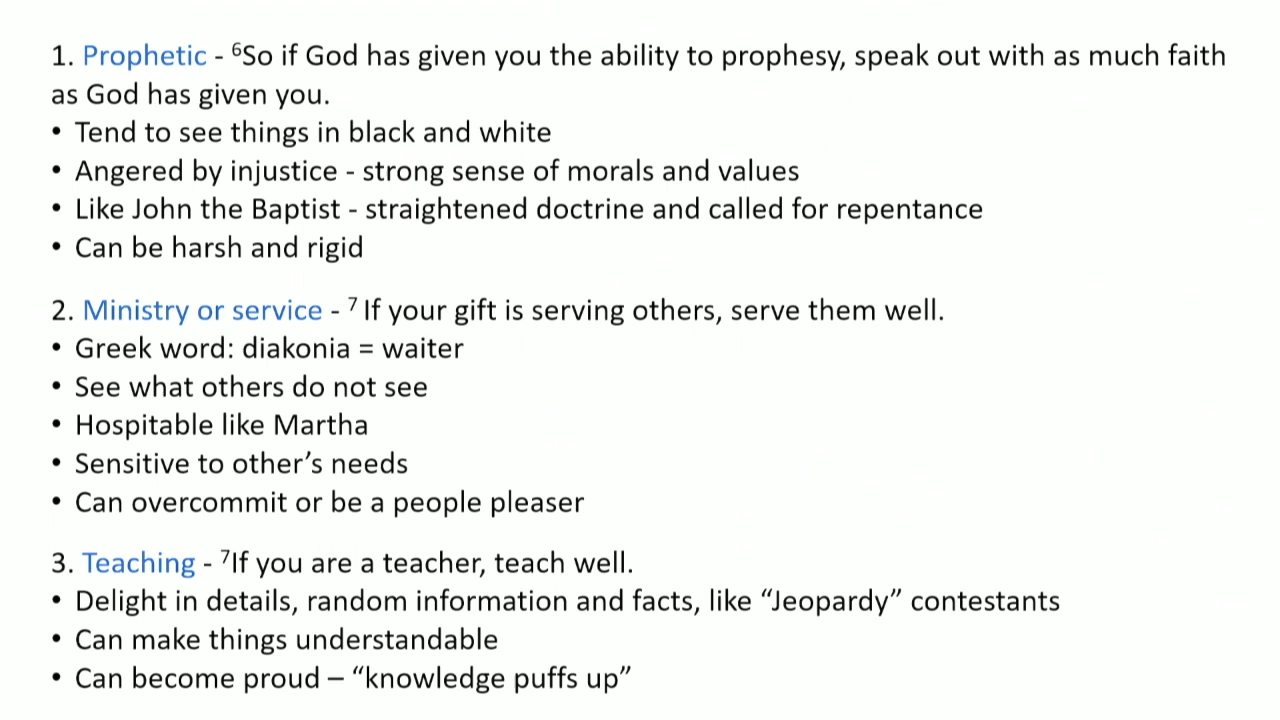 1. Prophetic - ⁶So if God has given you the ability to prophesy, speak out with as much faith
as God has given you.
• Tend to see things in black and white
• Angered by injustice - strong sense of morals and values
• Like John the Baptist - straightened doctrine and called for repentance
• Can be harsh and rigid
2. Ministry or service - ⁷ If your gift is serving others, serve them well.
• Greek word: diakonia = waiter
• See what others do not see
• Hospitable like Martha
• Sensitive to other’s needs
• Can overcommit or be a people pleaser
3. Teaching - ⁷If you are a teacher, teach well.
• Delight in details, random information and facts, like “Jeopardy” contestants
• Can make things understandable
• Can become proud – “knowledge puffs up”